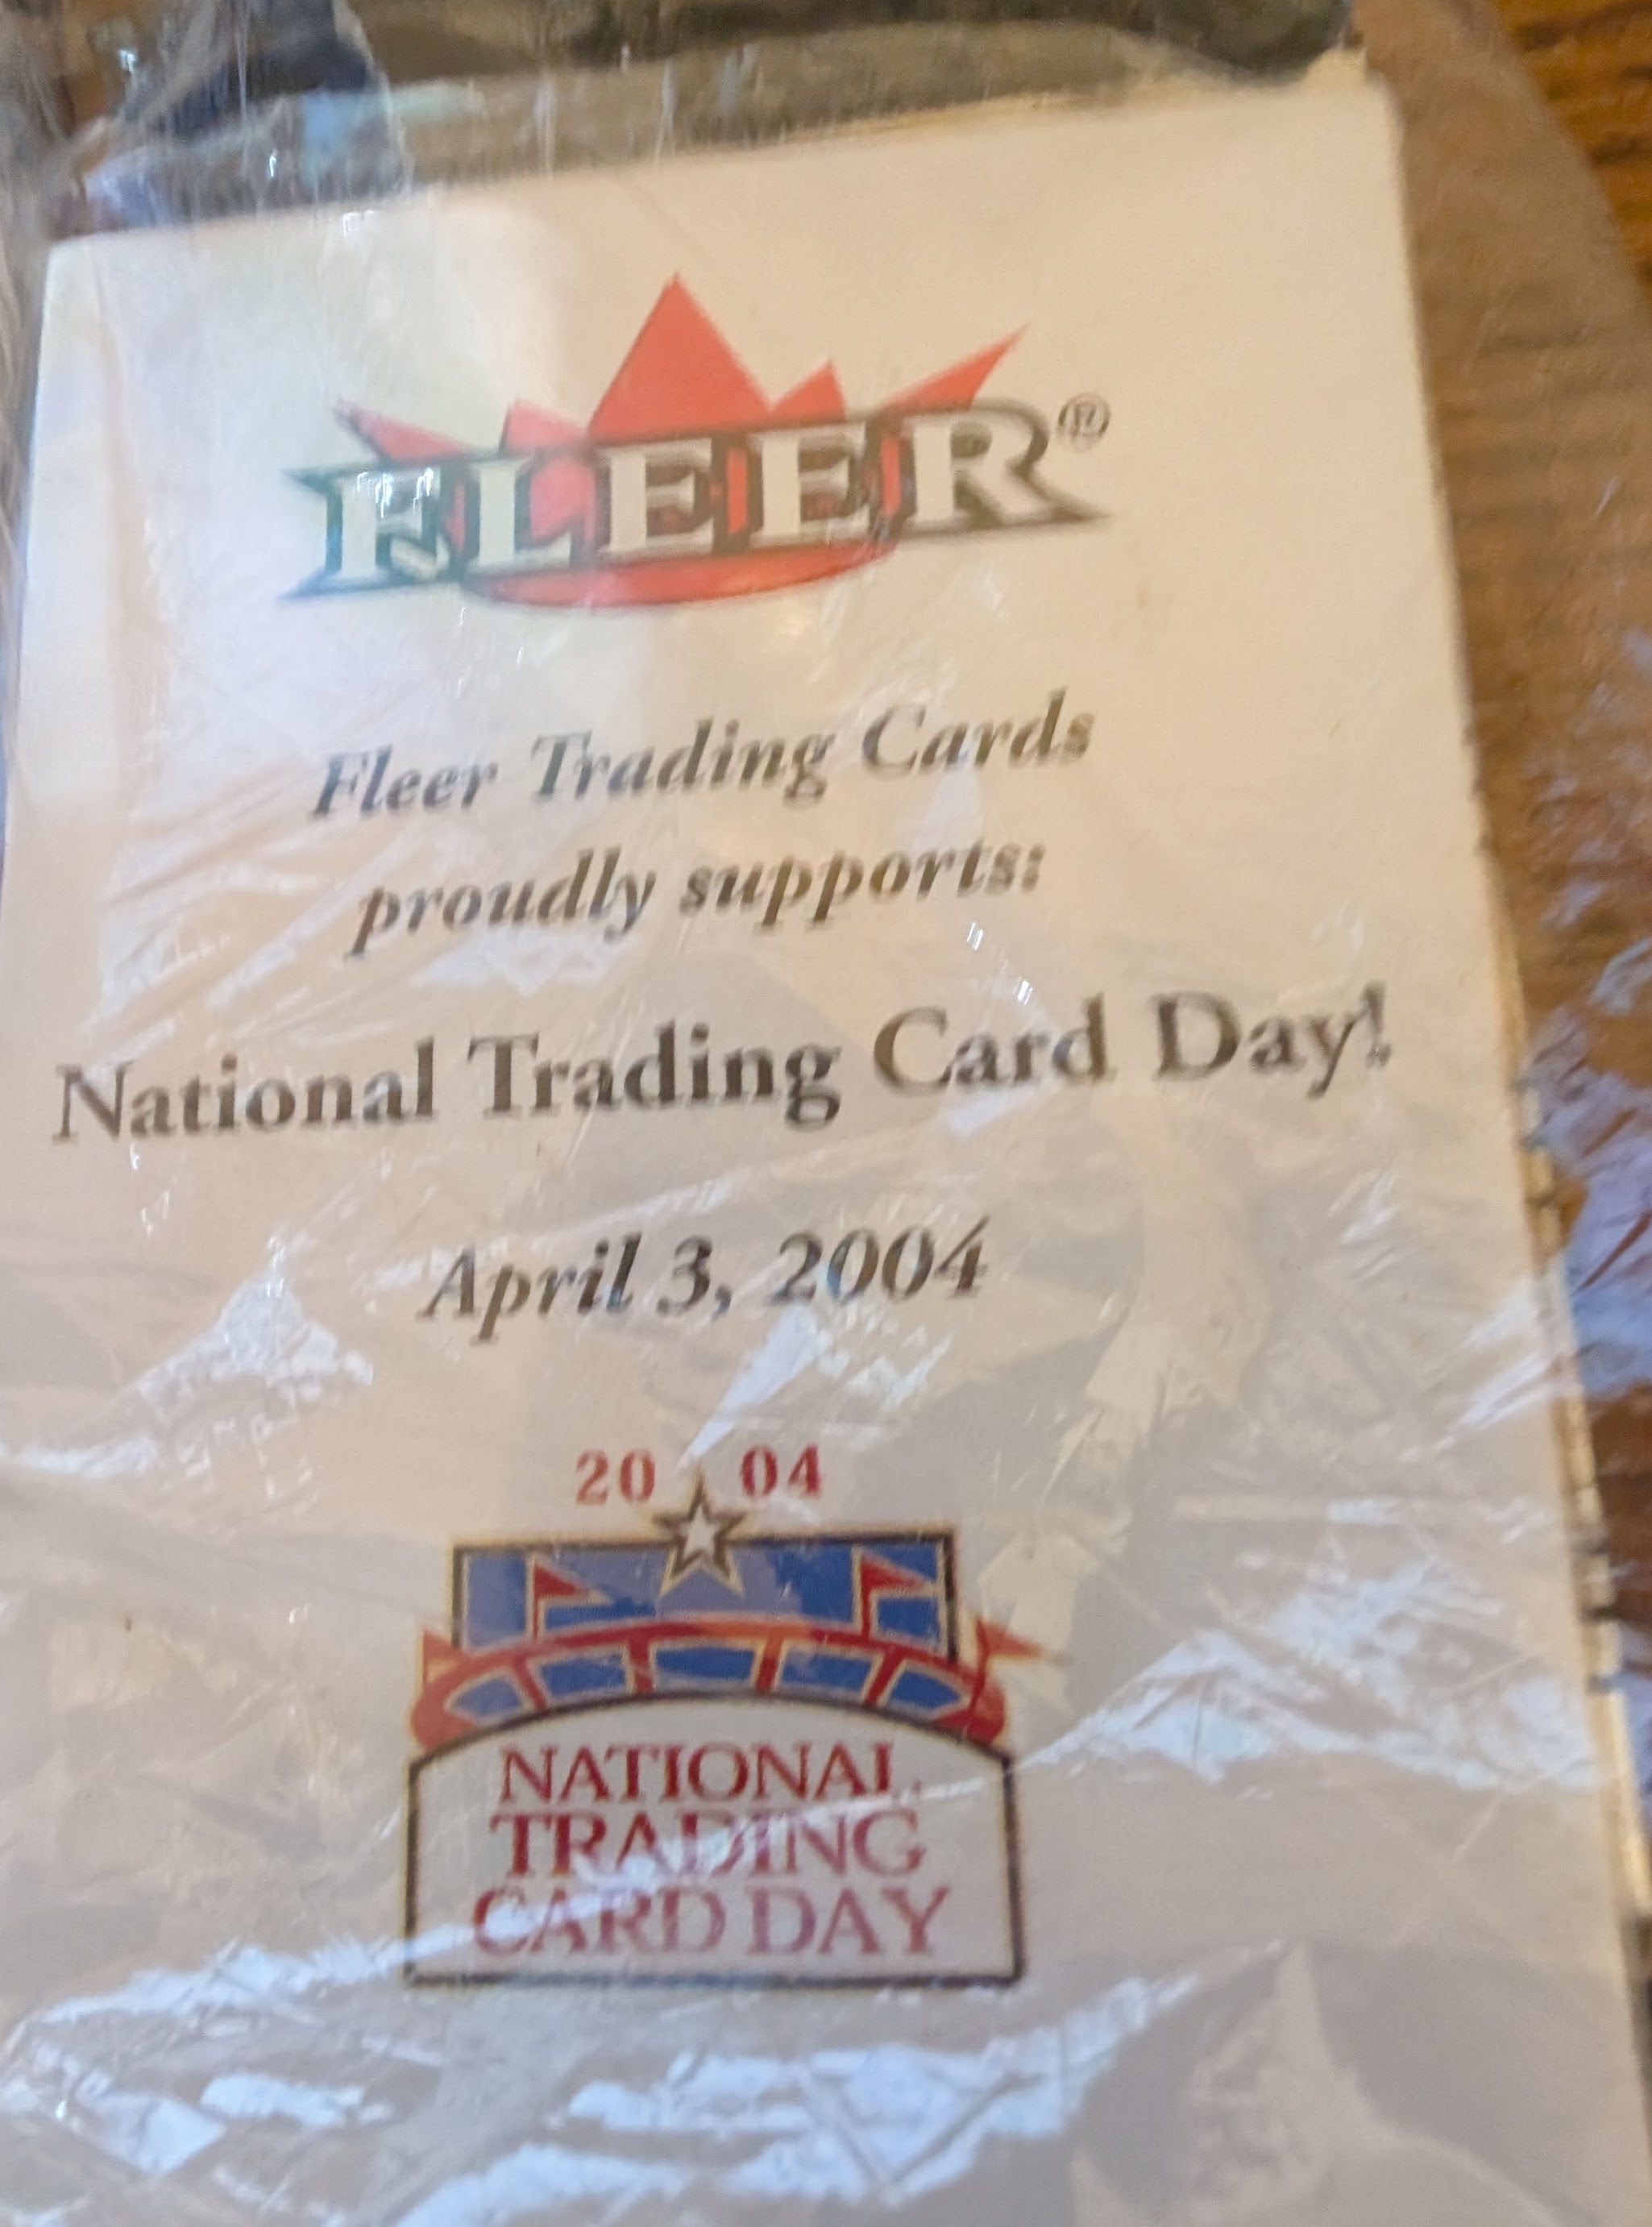 FLEER®
Fleer Trading Cards
proudly supports:
National Trading Card Day!
April 3, 2004
20 04
NATIONAL
TRADING
CARD DAY